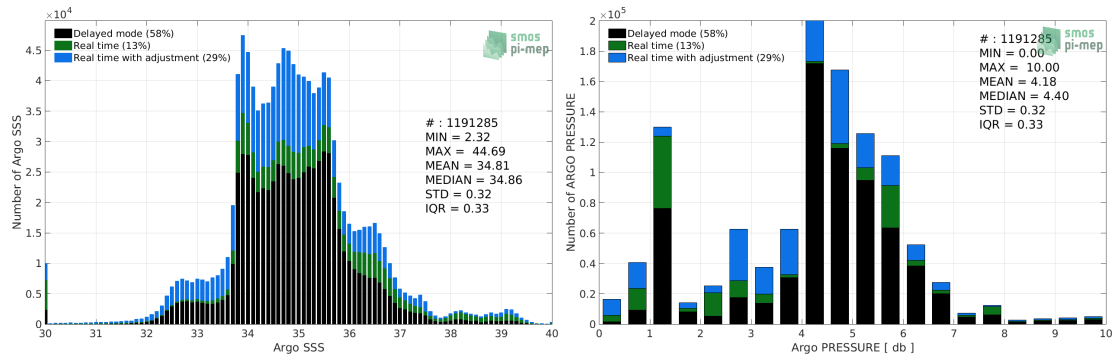 ×10⁴
Delayed mode (58%)
Real time (13%)
Real time with adjustment (29%)
smos
pi-mep
# : 1191285
MIN = 2.32
MAX = 44.69
MEAN = 34.81
MEDIAN = 34.86
STD = 0.32
IQR = 0.33
Number of Argo SSS
4.5
4
3.5
3
2.5
2
1.5
1
0.5
0
30 31 32 33 34 35 36 37 38 39 40
Argo SSS
×10⁵
Delayed mode (58%)
Real time (13%)
Real time with adjustment (29%)
smos
pi-mep
# : 1191285
MIN = 0.00
MAX = 10.00
MEAN = 4.18
MEDIAN = 4.40
STD = 0.32
IQR = 0.33
Number of ARGO PRESSURE
2
1.8
1.6
1.4
1.2
1
0.8
0.6
0.4
0.2
0
0 1 2 3 4 5 6 7 8 9 10
Argo PRESSURE [ db ]